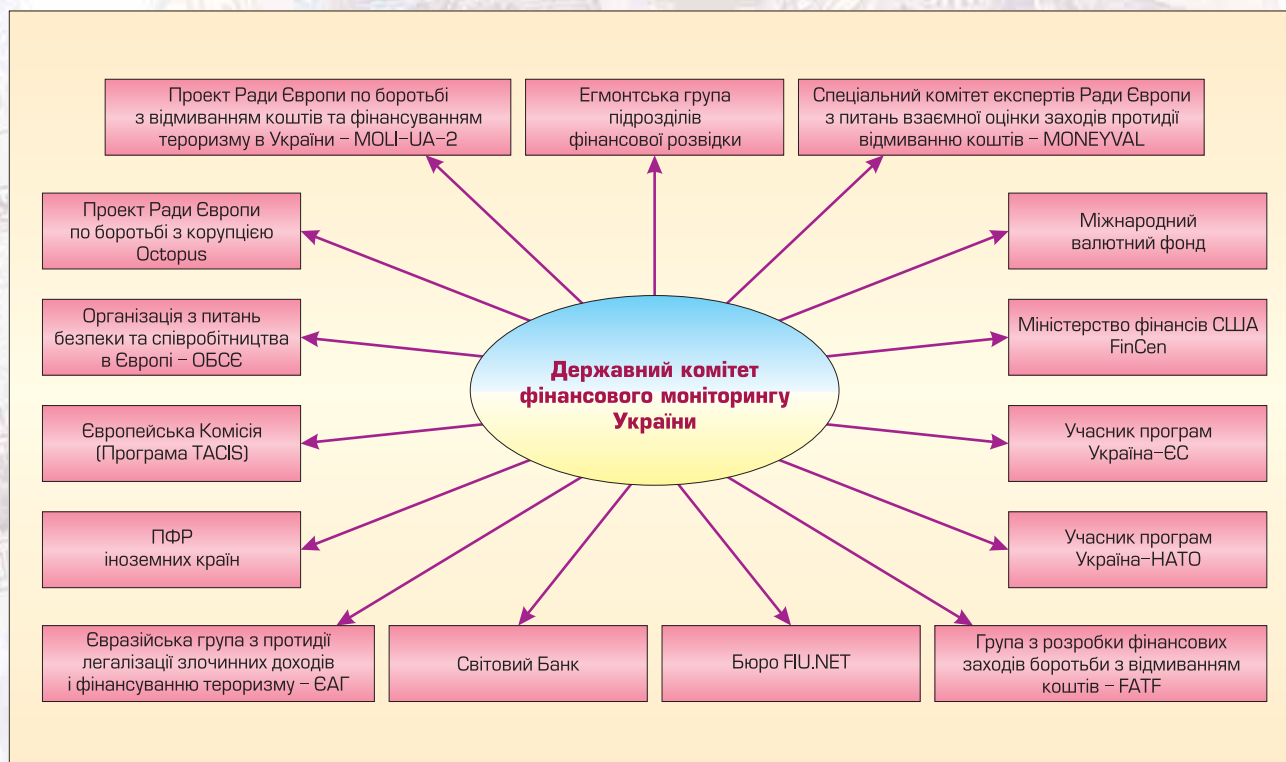 Проект Ради Європи по боротьбі
з відмиванням коштів та фінансуванням
тероризму в України – MOLI-UA-2
Егмонтська група
підрозділів
фінансової розвідки
Спеціальний комітет експертів Ради Європи
з питань взаємної оцінки заходів протидії
відмиванню коштів – MONEYVAL
Проект Ради Європи
по боротьбі з корупцією
Octopus
Міжнародний
валютний фонд
Організація з питань
безпеки та співробітництва
в Європі – ОБСЄ
Міністерство фінансів США
FinCen
Державний комітет
фінансового моніторингу
України
Європейська Комісія
(Програма TACIS)
Учасник програм
Україна–ЄС
ПФР
іноземних країн
Учасник програм
Україна–НАТО
Євразійська група з протидії
легалізації злочинних доходів
і фінансуванню тероризму – ЄАГ
Світовий Банк
Бюро FIU.NET
Група з розробки фінансових
заходів боротьби з відмиванням
коштів – FATF